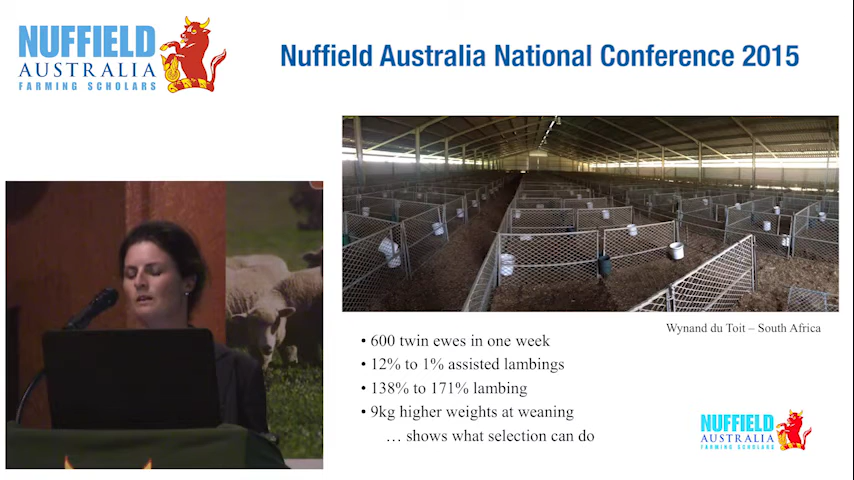 NUFFIELD
AUSTRALIA
FARMING SCHOLARS
Nuffield Australia National Conference 2015
Wynand du Toit – South Africa
• 600 twin ewes in one week
• 12% to 1% assisted lambings
• 138% to 171% lambing
• 9kg higher weights at weaning
… shows what selection can do
NUFFIELD
AUSTRALIA
FARMING SCHOLARS